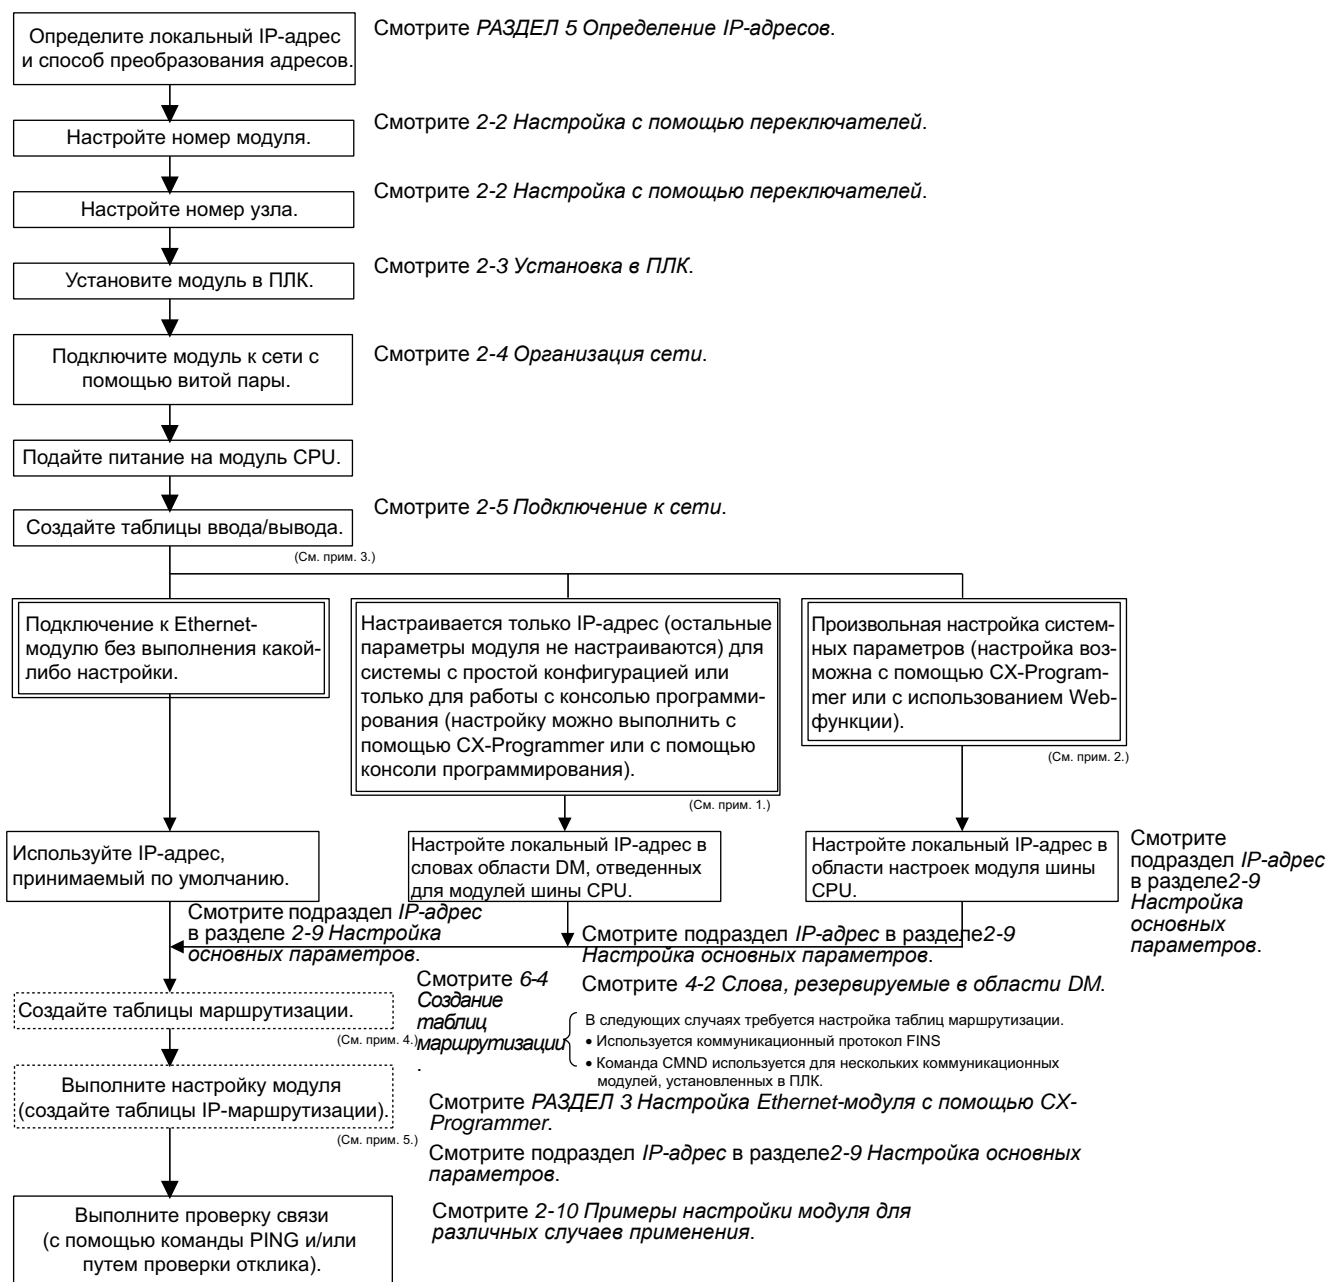 Определите локальный IP-адрес
и способ преобразования адресов.
Смотрите РАЗДЕЛ 5 Определение IP-адресов.
Настройте номер модуля.
Смотрите 2-2 Настройка с помощью переключателей.
Настройте номер узла.
Смотрите 2-2 Настройка с помощью переключателей.
Установите модуль в ПЛК.
Смотрите 2-3 Установка в ПЛК.
Подключите модуль к сети с
помощью витой пары.
Смотрите 2-4 Организация сети.
Подайте питание на модуль CPU.
Создайте таблицы ввода/вывода.
Смотрите 2-5 Подключение к сети.
(См. прим. 3.)
Подключение к Ethernet-
модулю без выполнения какой-
либо настройки.
Настраивается только IP-адрес (остальные
параметры модуля не настраиваются) для
системы с простой конфигурацией или
только для работы с консолью программи-
рования (настройку можно выполнить с
помощью CX-Programmer или с помощью
консоли программирования).
(См. прим. 1.)
Произвольная настройка систем-
ных параметров (настройка воз-
можна с помощью CX-Program-
mer или с использованием Web-
функции).
(См. прим. 2.)
Используйте IP-адрес,
принимаемый по умолчанию.
Настройте локальный IP-адрес в
словах области DM, отведенных
для модулей шины CPU.
Настройте локальный IP-адрес в
области настроек модуля шины
CPU.
Смотрите
подраздел IP-адрес
в разделе2-9
Настройка
основных
параметров.
Смотрите подраздел IP-адрес
в разделе 2-9 Настройка
основных параметров.
Смотрите подраздел IP-адрес в разделе2-9
Настройка основных параметров.
Смотрите 4-2 Слова, резервируемые в области DM.
Создайте таблицы маршрутизации.
(См. прим. 4.)
Смотрите 6-4
Создание
таблиц
маршрутизации
.
В следующих случаях требуется настройка таблиц маршрутизации.
• Используется коммуникационный протокол FINS
• Команда CMND используется для нескольких коммуникационных
модулей, установленных в ПЛК.
Выполните настройку модуля
(создайте таблицы IP-маршрутизации).
(См. прим. 5.)
Смотрите РАЗДЕЛ 3 Настройка Ethernet-модуля с помощью CX-
Programmer.
Смотрите подраздел IP-адрес в разделе2-9 Настройка основных
параметров.
Выполните проверку связи
(с помощью команды PING и/или
путем проверки отклика).
Смотрите 2-10 Примеры настройки модуля для
различных случаев применения.